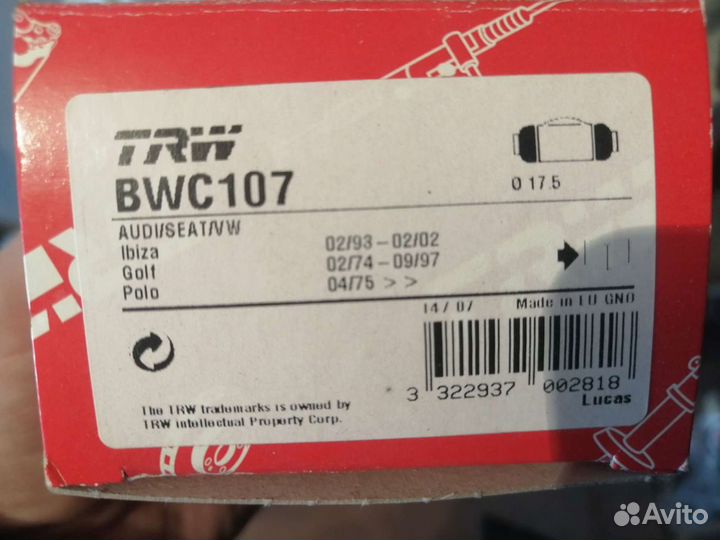 TRW
BWC107
Ø 17.5
AUDI/SEAT/VW
Ibiza 02/93-02/02
Golf 02/74-09/97
Polo 04/75 > >
14/07 Made in EU GNO
3 322937 002818
Lucas
The TRW trademarks is owned by
TRW intellectual Property Corp.
Avito